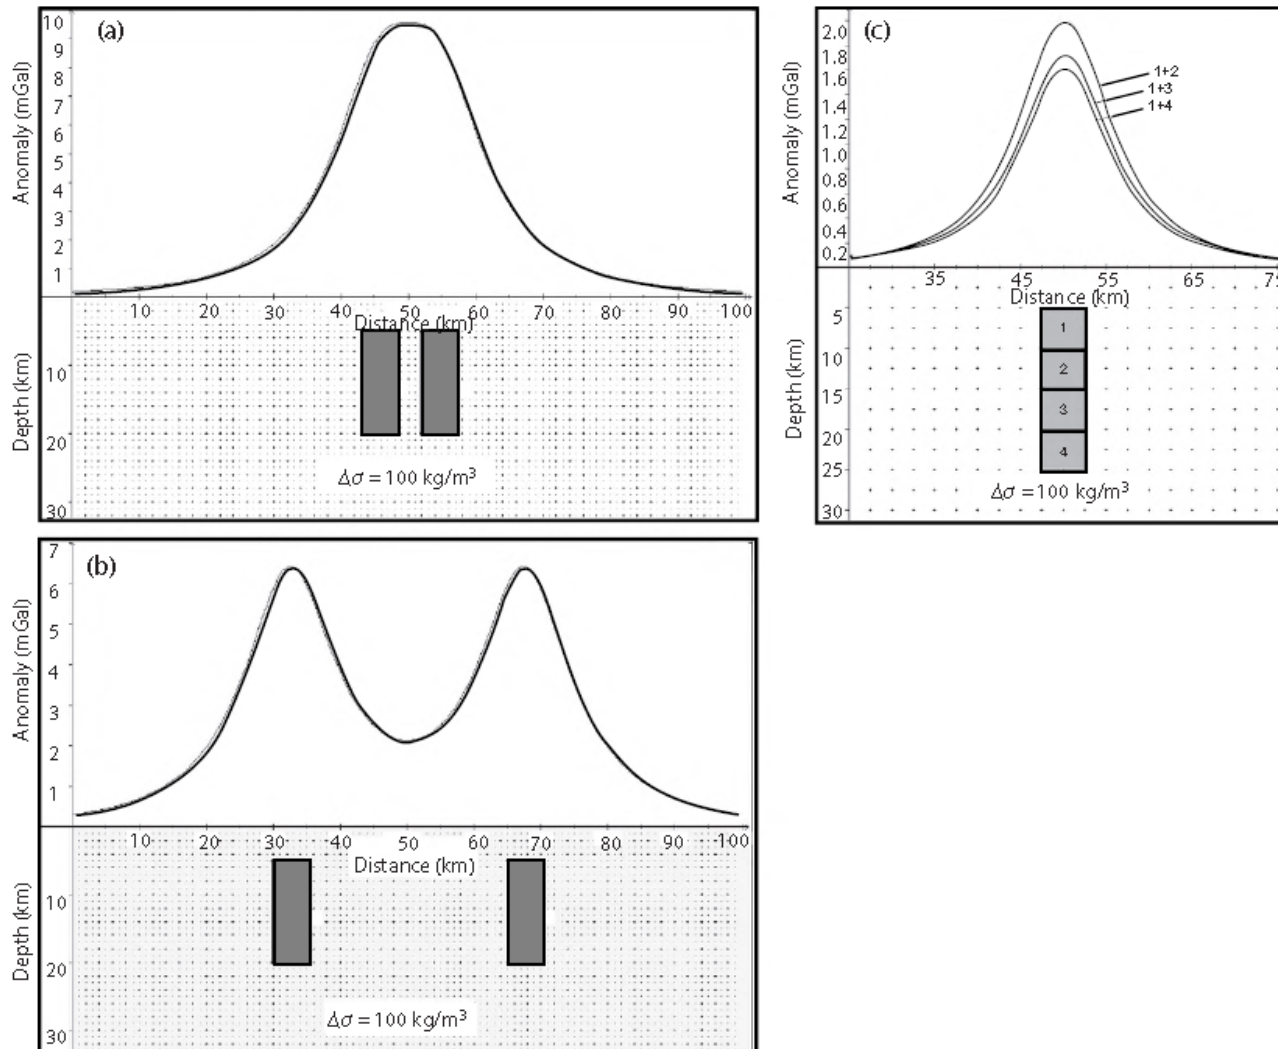 (a)
Anomaly (mGal)
10
9
8
7
6
5
4
3
2
1
10 20 30 40 50 60 70 80 90 100
Distance (km)
Depth (km)
10
20
30
Δσ = 100 kg/m³
(b)
Anomaly (mGal)
7
6
5
4
3
2
1
10 20 30 40 50 60 70 80 90 100
Distance (km)
Depth (km)
10
20
30
Δσ = 100 kg/m³
(c)
Anomaly (mGal)
2.0
1.8
1.6
1.4
1.2
1.0
0.8
0.6
0.4
0.2
1+2
1+3
1+4
35 45 55 65 75
Distance (km)
Depth (km)
5
10
15
20
25
30
1
2
3
4
Δσ = 100 kg/m³